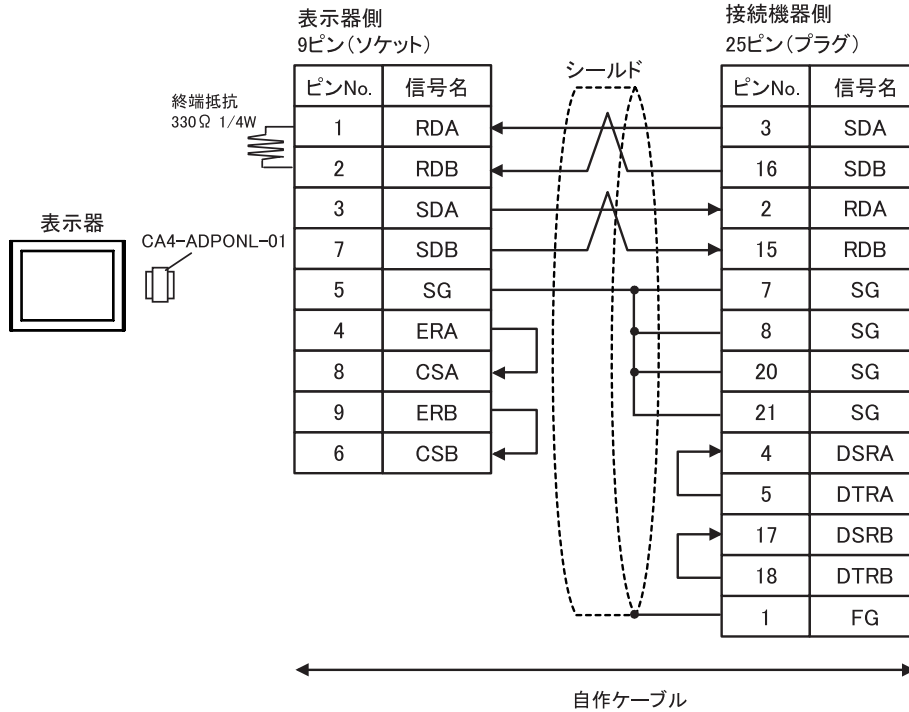 表示器側
9ピン(ソケット)
接続機器側
25ピン(プラグ)
シールド
終端抵抗
330Ω 1/4W
表示器
CA4-ADPONL-01
ピンNo. 信号名
1 RDA
2 RDB
3 SDA
7 SDB
5 SG
4 ERA
8 CSA
9 ERB
6 CSB
ピンNo. 信号名
3 SDA
16 SDB
2 RDA
15 RDB
7 SG
8 SG
20 SG
21 SG
4 DSRA
5 DTRA
17 DSRB
18 DTRB
1 FG
自作ケーブル